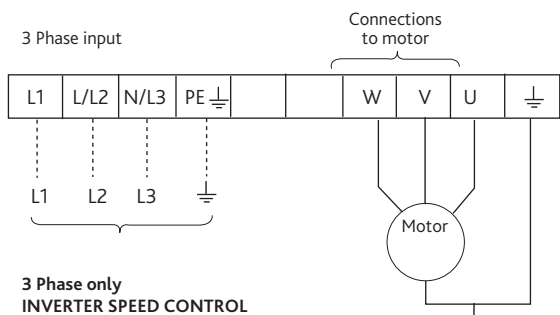 Connections
to motor
3 Phase input
L1 L/L2 N/L3 PE W V U
L1 L2 L3
Motor
3 Phase only
INVERTER SPEED CONTROL